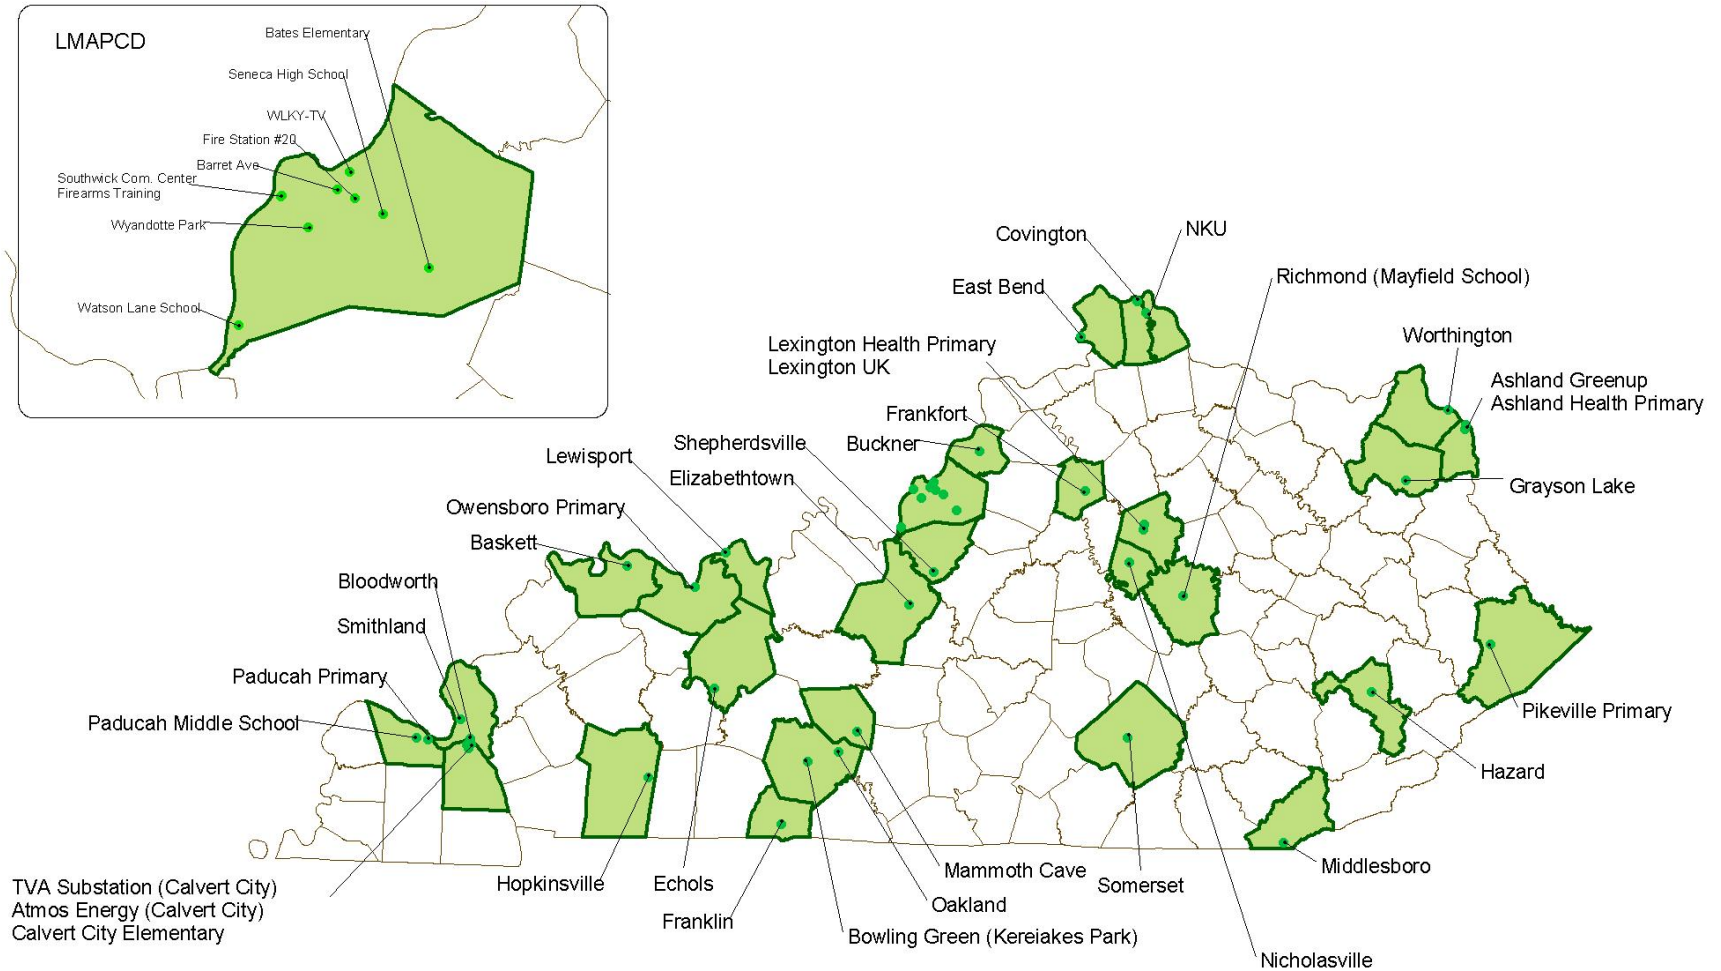 LMAPCD
Bates Elementary
Seneca High School
WLKY-TV
Fire Station #20
Barret Ave
Southwick Com. Center
Firearms Training
Wyandotte Park
Watson Lane School
Covington
NKU
East Bend
Richmond (Mayfield School)
Lexington Health Primary
Lexington UK
Worthington
Ashland Greenup
Ashland Health Primary
Frankfort
Buckner
Shepherdsville
Elizabethtown
Lewisport
Grayson Lake
Owensboro Primary
Baskett
Bloodworth
Smithland
Paducah Primary
Paducah Middle School
Pikeville Primary
Hazard
Middlesboro
Mammoth Cave
Somerset
Hopkinsville
Echols
TVA Substation (Calvert City)
Atmos Energy (Calvert City)
Calvert City Elementary
Oakland
Franklin
Bowling Green (Kereiakes Park)
Nicholasville